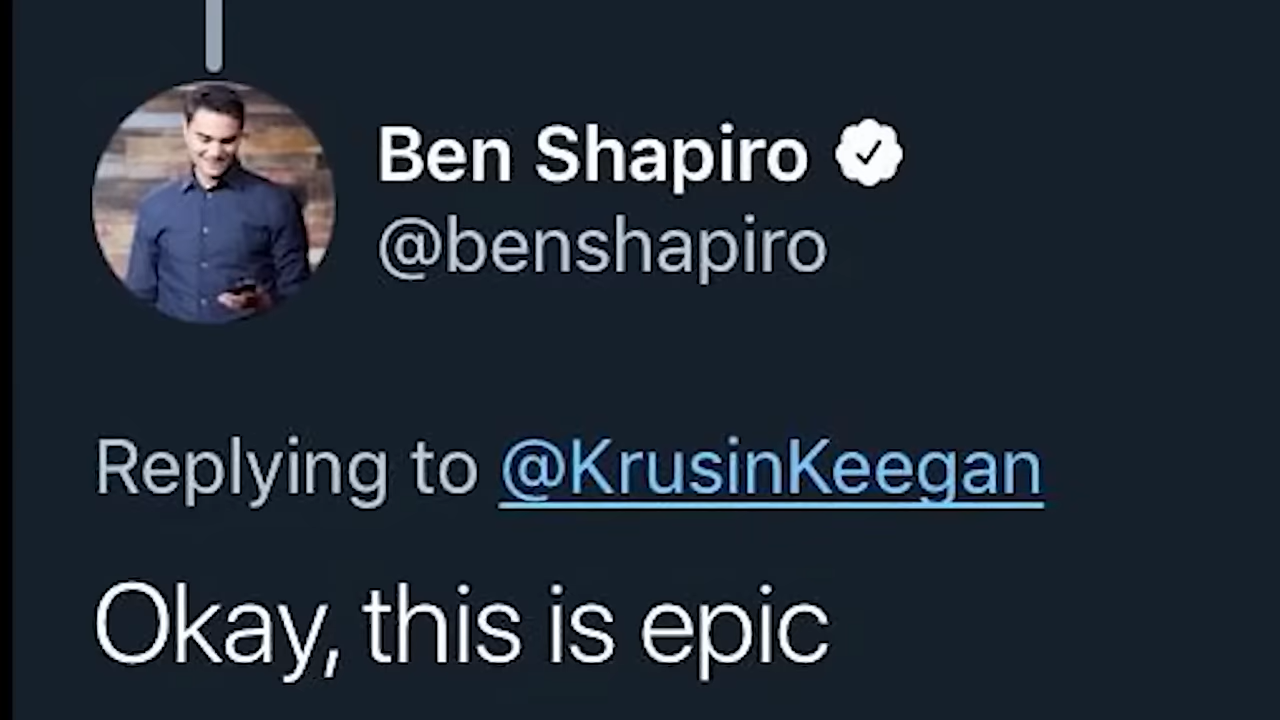 Ben Shapiro
@benshapiro
Replying to @KrusinKeegan
Okay, this is epic